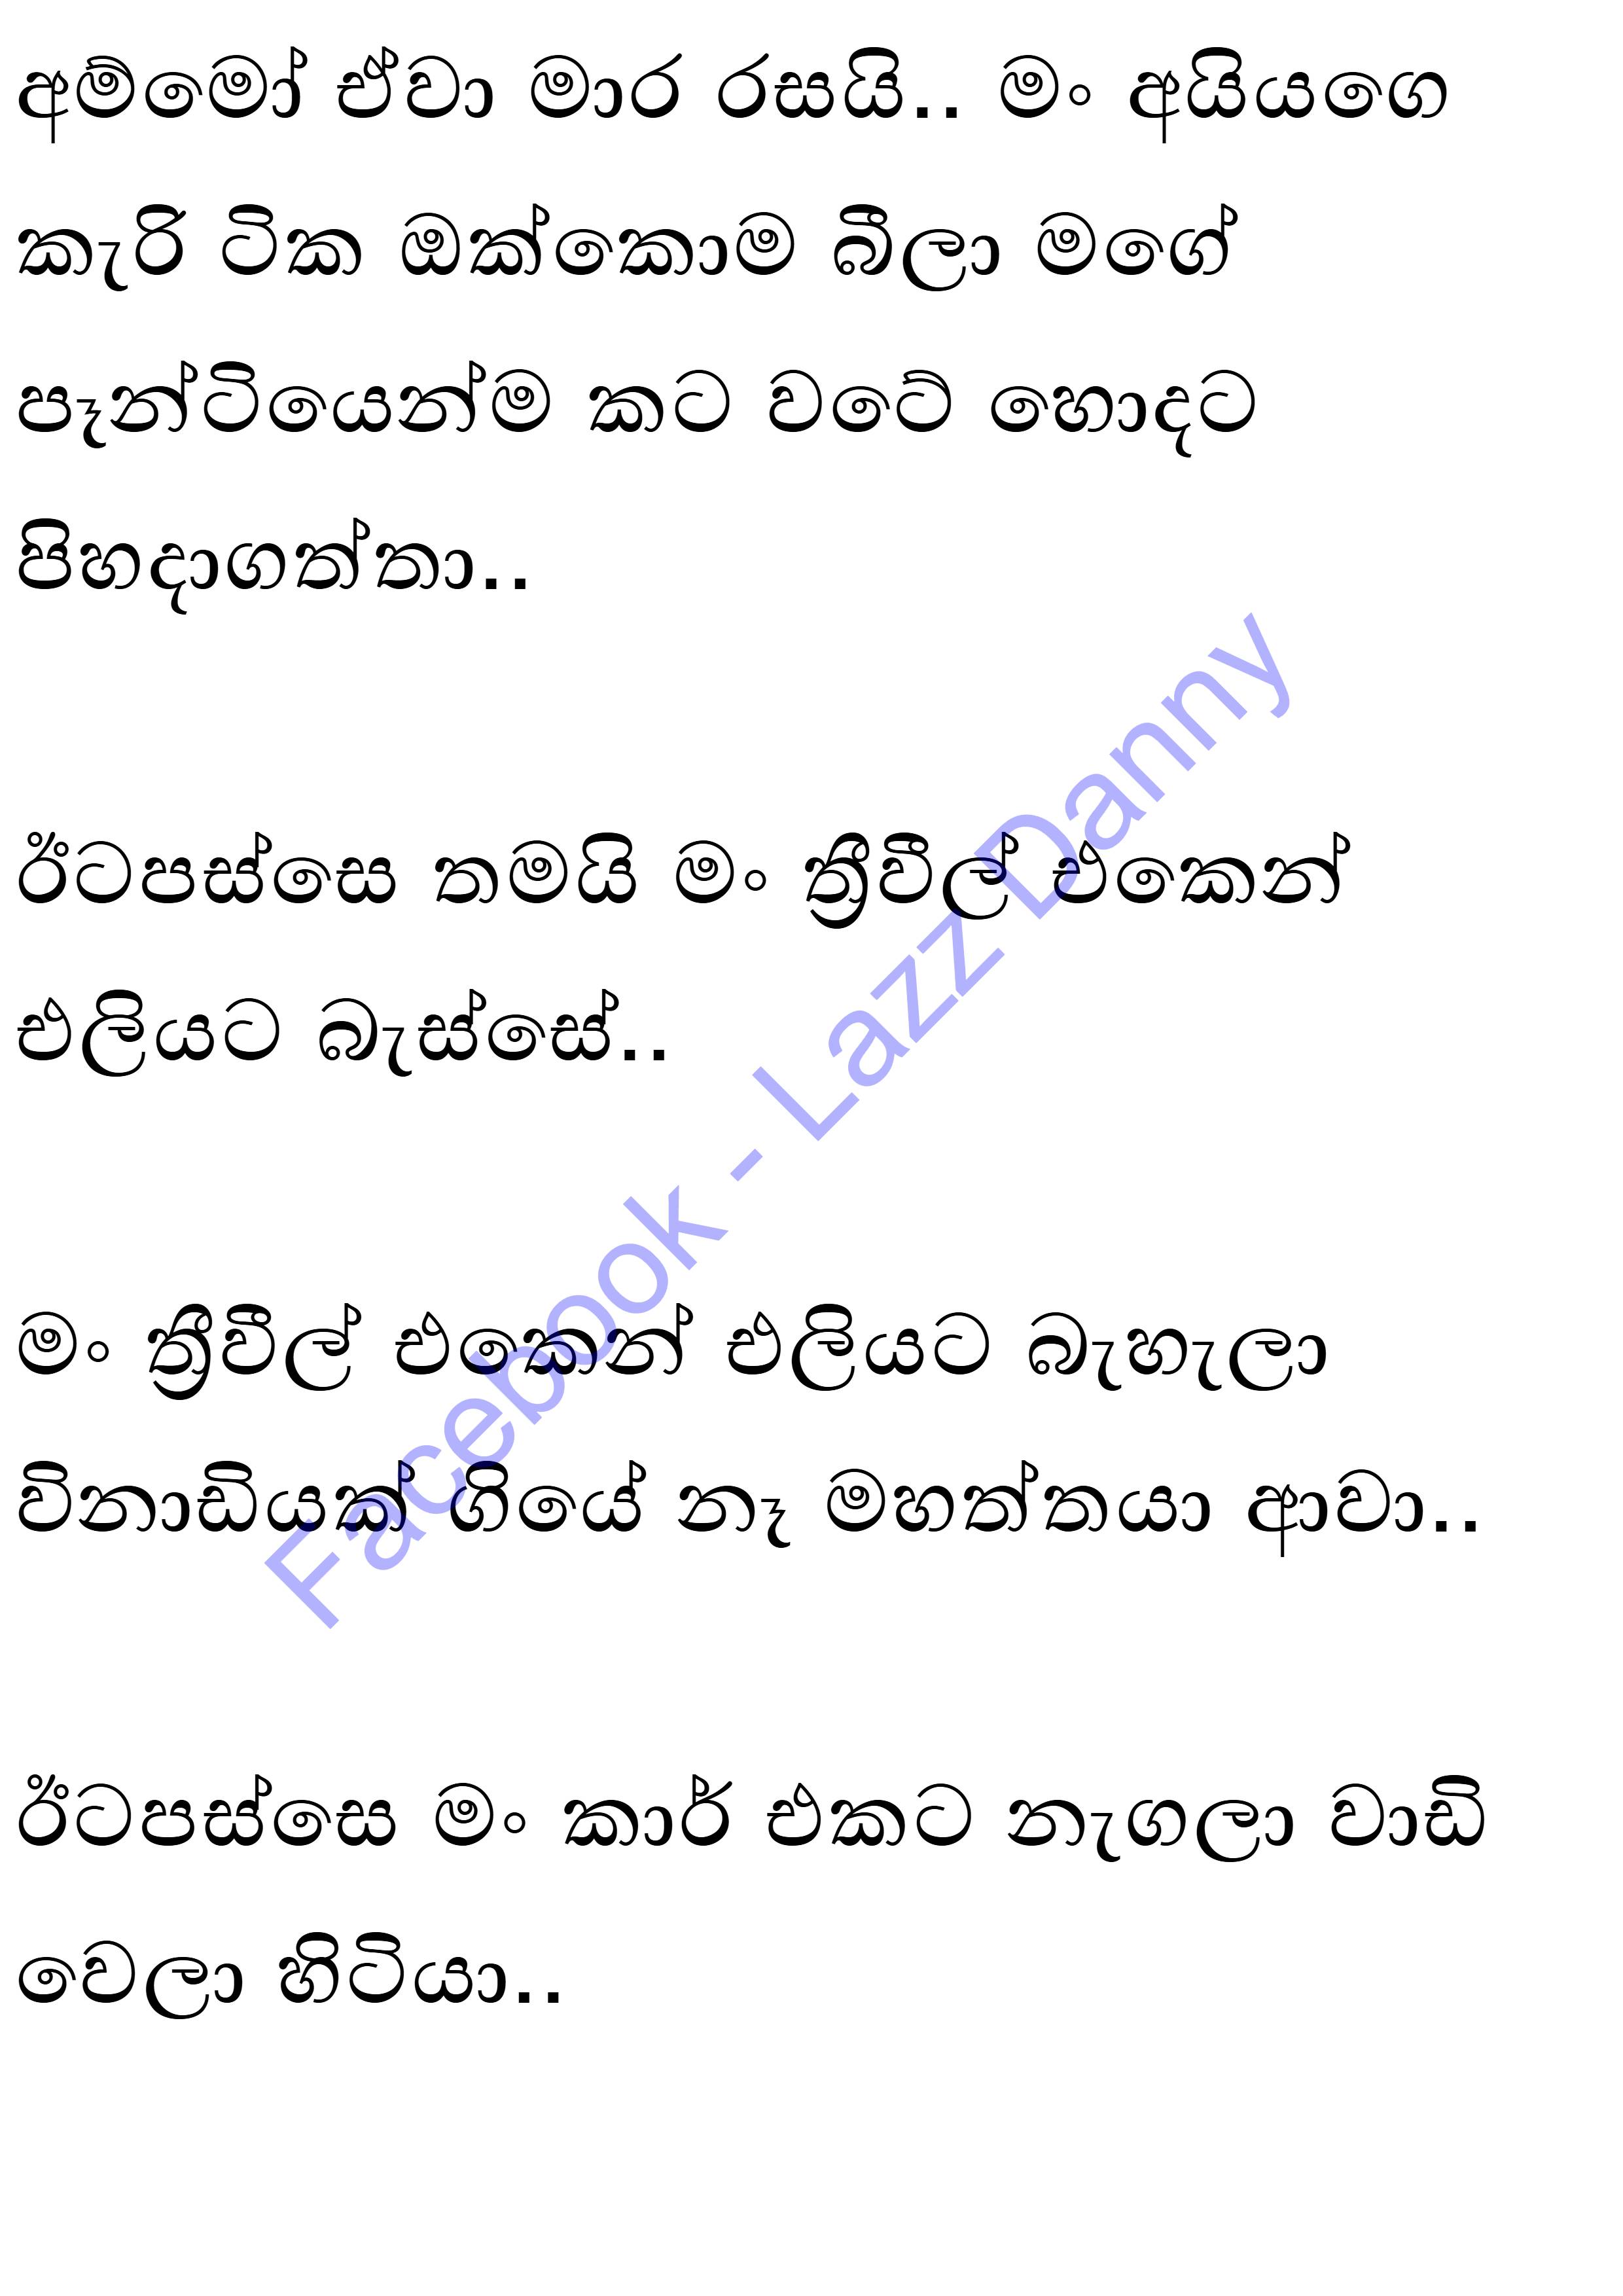 අම්මෝ ඒවා මාර රසයි.. මං අයියගෙ
කැරි ටික ඔක්කොම බීලා මගේ
පෑන්ටියෙන්ම කට වටේ හොදට
පිහදාගත්තා..
ඊටපස්සෙ තමයි මං ත්‍රීවීල් එකෙන්
එලියට බැස්සේ..
මං ත්‍රීවීල් එකෙන් එලියට බැහැලා
විනාඩියක් ගියේ නෑ මහත්තයා ආවා..
ඊටපස්සෙ මං කාර් එකට නැගලා වාඩි
වෙලා හිටියා..
Facebook - Lazz Danny